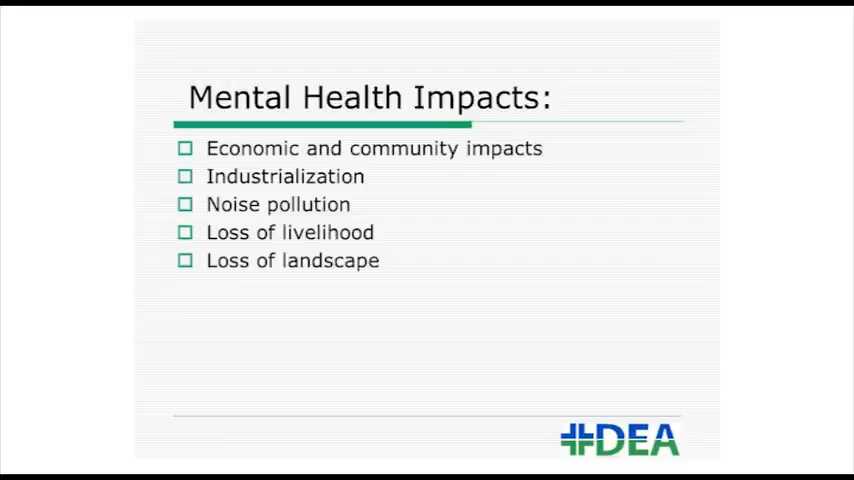 Mental Health Impacts:
Economic and community impacts
Industrialization
Noise pollution
Loss of livelihood
Loss of landscape
DEA